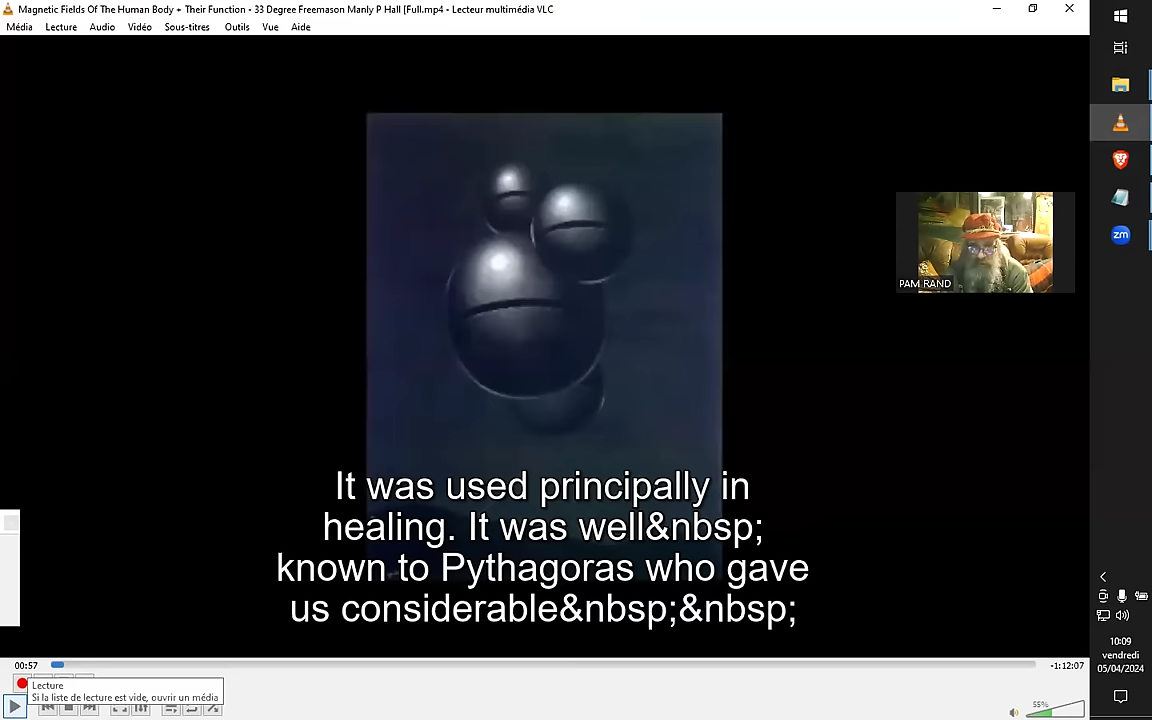 Magnetic Fields Of The Human Body + Their Function - 33 Degree Freemason Manly P Hall [Full.mp4 - Lecteur multimédia VLC
Média Lecture Audio Vidéo Sous-titres Outils Vue Aide
PAM RAND
zm
It was used principally in
healing. It was well&nbsp;
known to Pythagoras who gave
us considerable&nbsp;&nbsp;
00:57
-1:12:07
Lecture
Si la liste de lecture est vide, ouvrir un média
55%
10:09
vendredi
05/04/2024